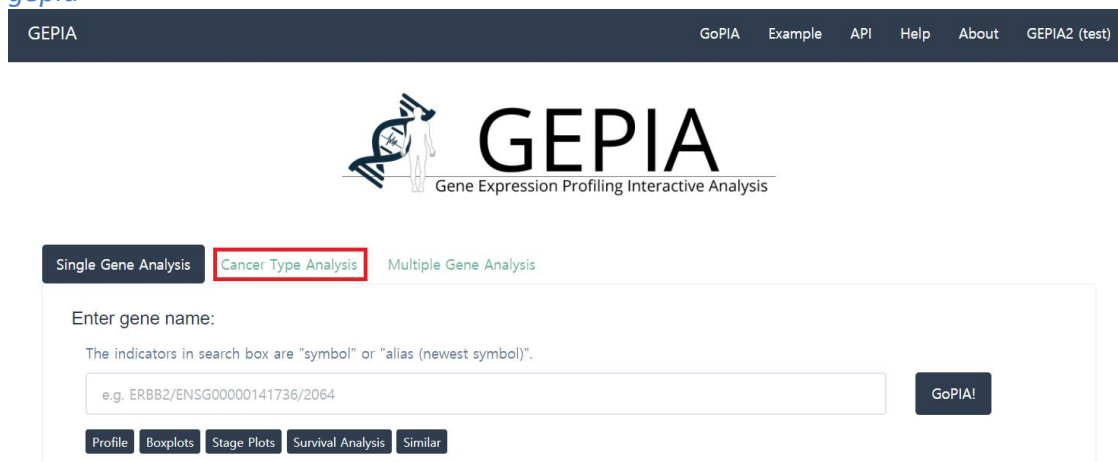 gepia
GEPIA GoPIA Example API Help About GEPIA2 (test)
GEPIA
Gene Expression Profiling Interactive Analysis
Single Gene Analysis Cancer Type Analysis Multiple Gene Analysis
Enter gene name:
The indicators in search box are "symbol" or "alias (newest symbol)".
e.g. ERBB2/ENSG00000141736/2064 GoPIA!
Profile Boxplots Stage Plots Survival Analysis Similar